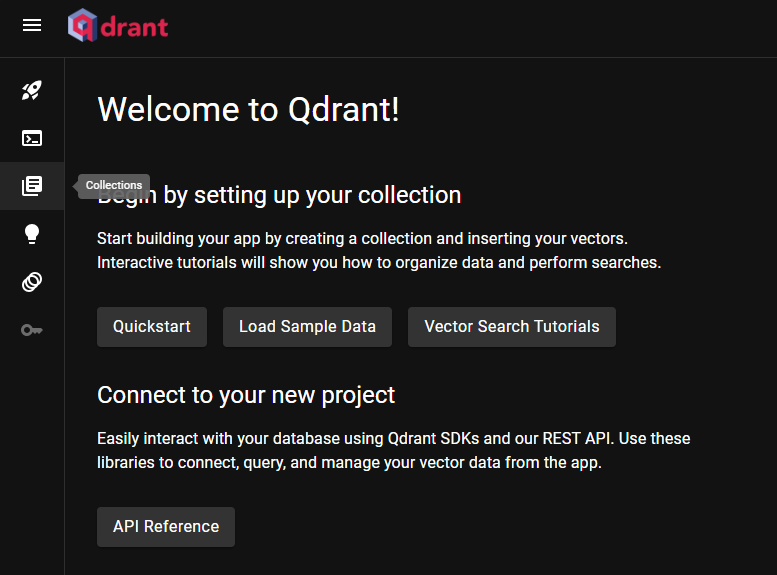 qdrant
Welcome to Qdrant!
Collections
Begin by setting up your collection
Start building your app by creating a collection and inserting your vectors.
Interactive tutorials will show you how to organize data and perform searches.
Quickstart
Load Sample Data
Vector Search Tutorials
Connect to your new project
Easily interact with your database using Qdrant SDKs and our REST API. Use these
libraries to connect, query, and manage your vector data from the app.
API Reference